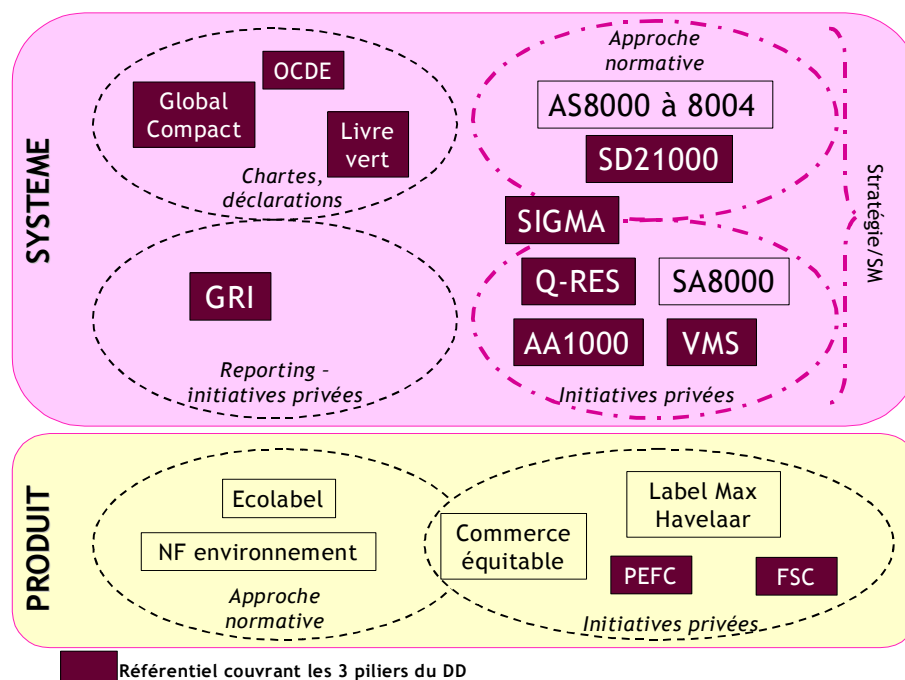 SYSTEME
OCDE
Global
Compact
Livre
vert
Chartes,
déclarations
Approche
normative
AS8000 à 8004
SD21000
SIGMA
GRI
Reporting –
initiatives privées
Q-RES
SA8000
AA1000
VMS
Initiatives privées
Stratégie/SM
PRODUIT
Ecolabel
NF environnement
Approche
normative
Commerce
équitable
Label Max
Havelaar
PEFC
FSC
Initiatives privées
Référentiel couvrant les 3 piliers du DD